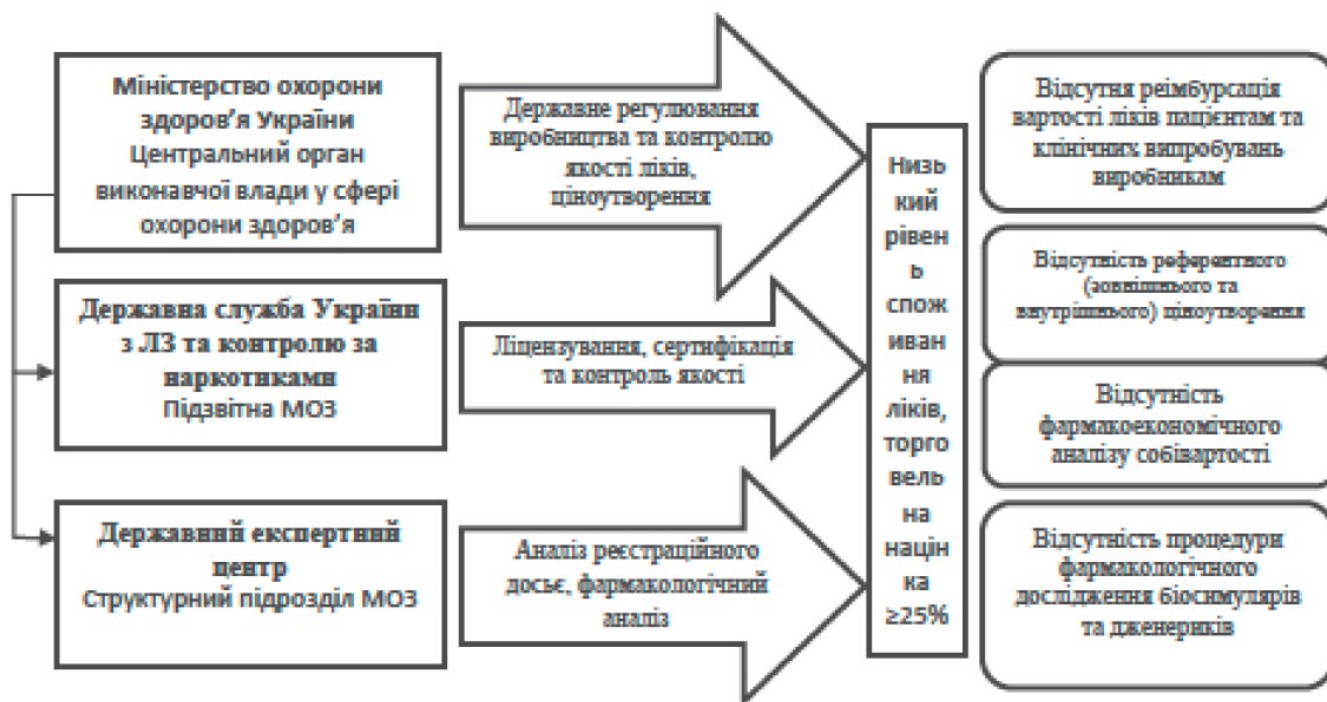 Міністерство охорони
здоров’я України
Центральний орган
виконавчої влади у сфері
охорони здоров’я
Державне регулювання
виробництва та контролю
якості ліків,
ціноутворення
Державна служба України
з ЛЗ та контролю за
наркотиками
Підзвітна МОЗ
Ліцензування, сертифікація
та контроль якості
Державний експертний
центр
Структурний підрозділ МОЗ
Аналіз реєстраційного
досьє, фармакологічний
аналіз
Низь
кий
рівен
ь
спож
иван
ня
ліків,
торго
вель
на
націн
ка
≥25%
Відсутня реімбурсація
вартості ліків пацієнтам та
клінічних випробувань
виробникам
Відсутність референтного
(зовнішнього та
внутрішнього) ціноутворення
Відсутність
фармакоекономічного
аналізу собівартості
Відсутність процедури
фармакологічного
дослідження біосимулярів
та дженериків